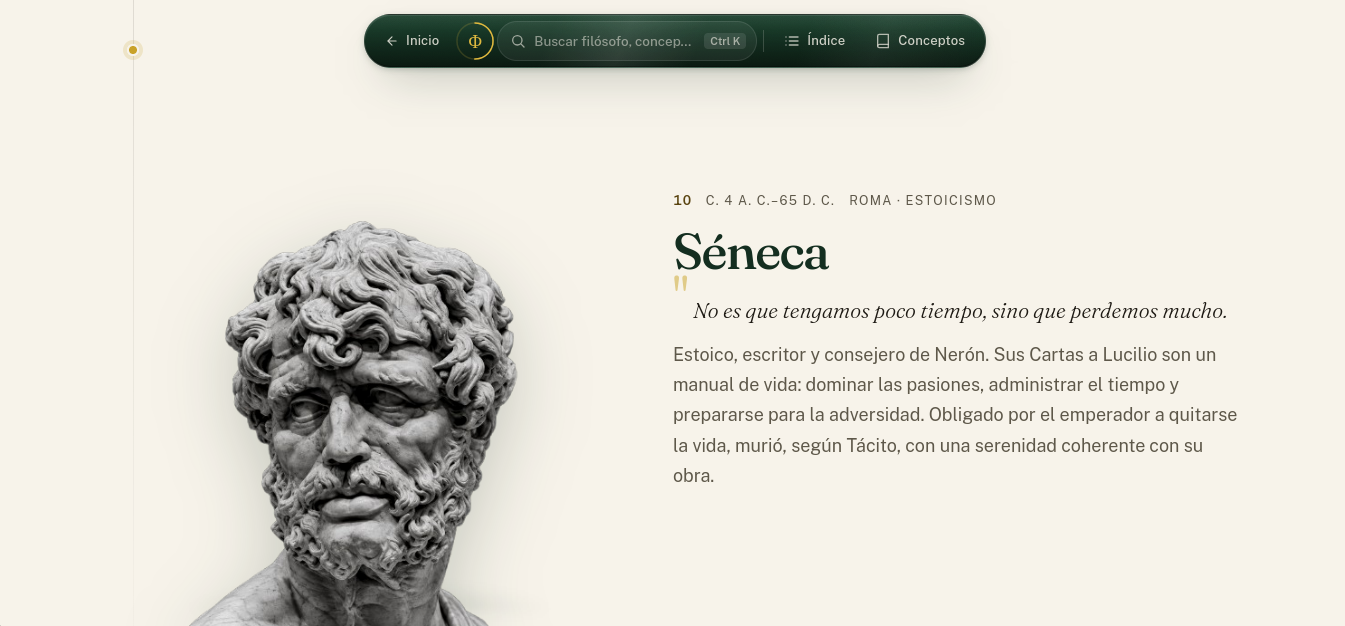 Inicio
Φ
Buscar filósofo, concep...
Ctrl K
Índice
Conceptos
10 C. 4 A. C.–65 D. C. ROMA · ESTOICISMO
Séneca
"
No es que tengamos poco tiempo, sino que perdemos mucho.
Estoico, escritor y consejero de Nerón. Sus Cartas a Lucilio son un
manual de vida: dominar las pasiones, administrar el tiempo y
prepararse para la adversidad. Obligado por el emperador a quitarse
la vida, murió, según Tácito, con una serenidad coherente con su
obra.